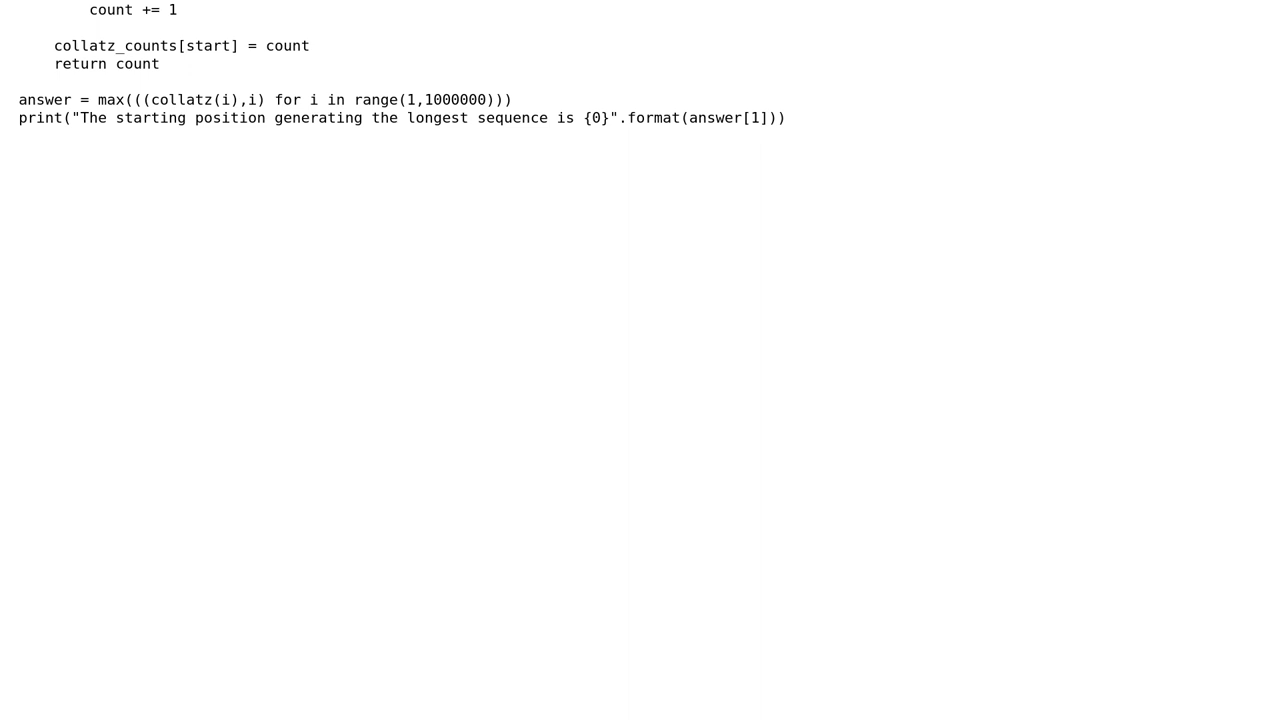 count += 1
    collatz_counts[start] = count
    return count
answer = max(((collatz(i),i) for i in range(1,1000000)))
print("The starting position generating the longest sequence is {0}".format(answer[1]))